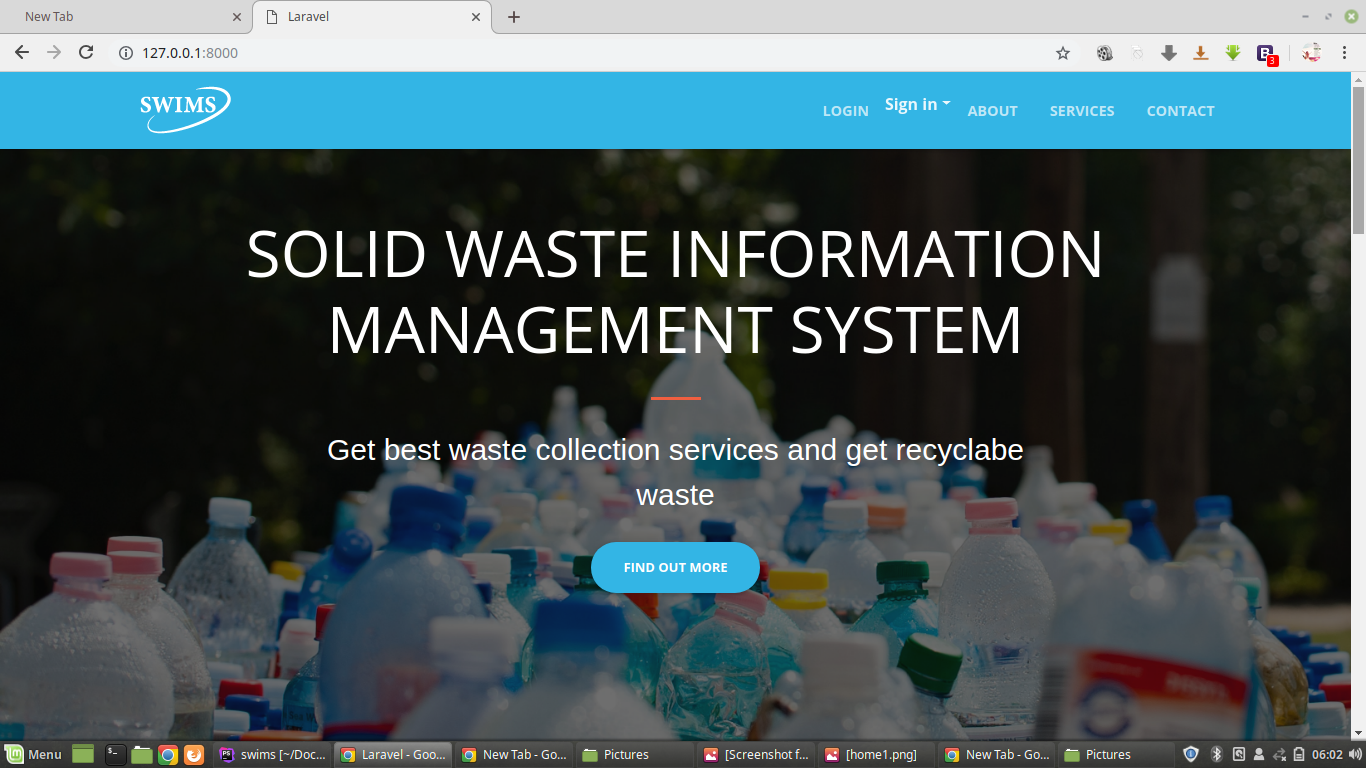 New Tab
Laravel
127.0.0.1:8000
3
SWIMS
LOGIN Sign in ABOUT SERVICES CONTACT
SOLID WASTE INFORMATION
MANAGEMENT SYSTEM
Get best waste collection services and get recyclabe
waste
FIND OUT MORE
Menu
swims [~/Doc...
Laravel - Goo...
New Tab - Go...
Pictures
[Screenshot f...
[home1.png]
New Tab - Go...
Pictures
06:02